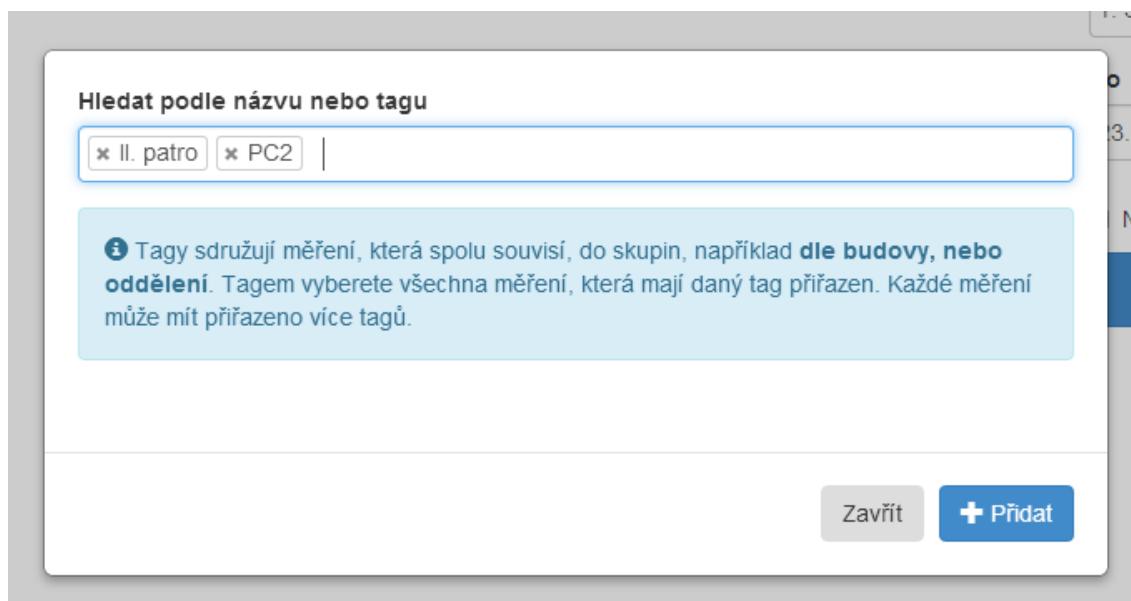 Hledat podle názvu nebo tagu
× II. patro × PC2
Tagy sdružují měření, která spolu souvisí, do skupin, například dle budovy, nebo
oddělení. Tagem vyberete všechna měření, která mají daný tag přiřazen. Každé měření
může mít přiřazeno více tagů.
Zavřít + Přidat